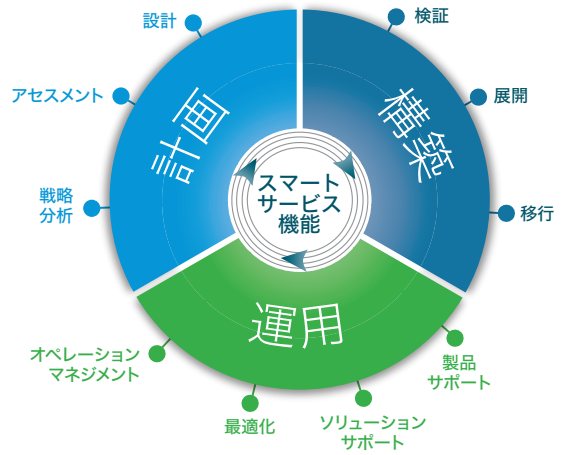 設計
アセスメント
戦略
分析
計画
検証
展開
移行
構築
スマート
サービス
機能
運用
オペレーション
マネジメント
最適化
ソリューション
サポート
製品
サポート